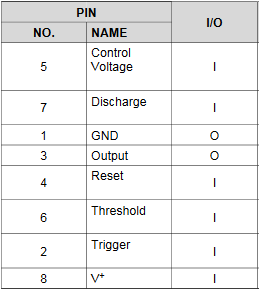 PIN
I/O
NO. NAME
5 Control Voltage I
7 Discharge I
1 GND O
3 Output O
4 Reset I
6 Threshold I
2 Trigger I
8 V+ I